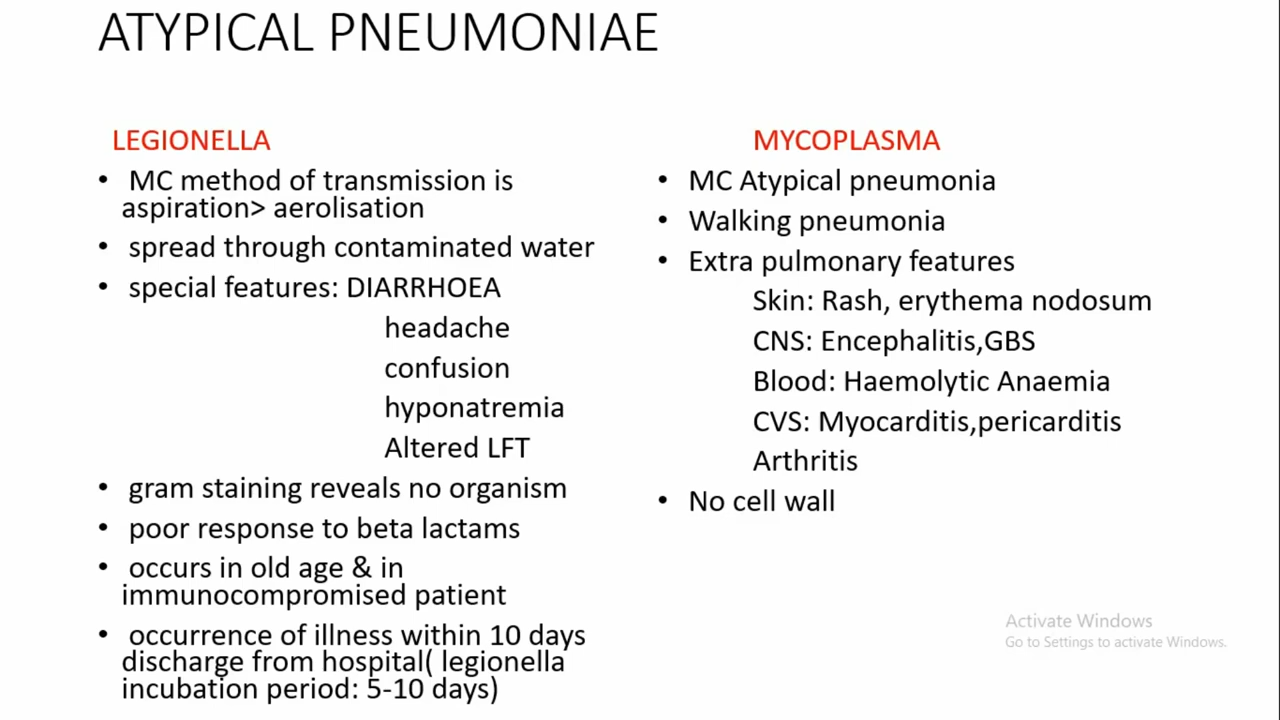 ATYPICAL PNEUMONIAE
LEGIONELLA
• MC method of transmission is
aspiration> aerolisation
• spread through contaminated water
• special features: DIARRHOEA
headache
confusion
hyponatremia
Altered LFT
• gram staining reveals no organism
• poor response to beta lactams
• occurs in old age & in
immunocompromised patient
• occurrence of illness within 10 days
discharge from hospital( legionella
incubation period: 5-10 days)
MYCOPLASMA
• MC Atypical pneumonia
• Walking pneumonia
• Extra pulmonary features
Skin: Rash, erythema nodosum
CNS: Encephalitis,GBS
Blood: Haemolytic Anaemia
CVS: Myocarditis,pericarditis
Arthritis
• No cell wall
Activate Windows
Go to Settings to activate Windows.